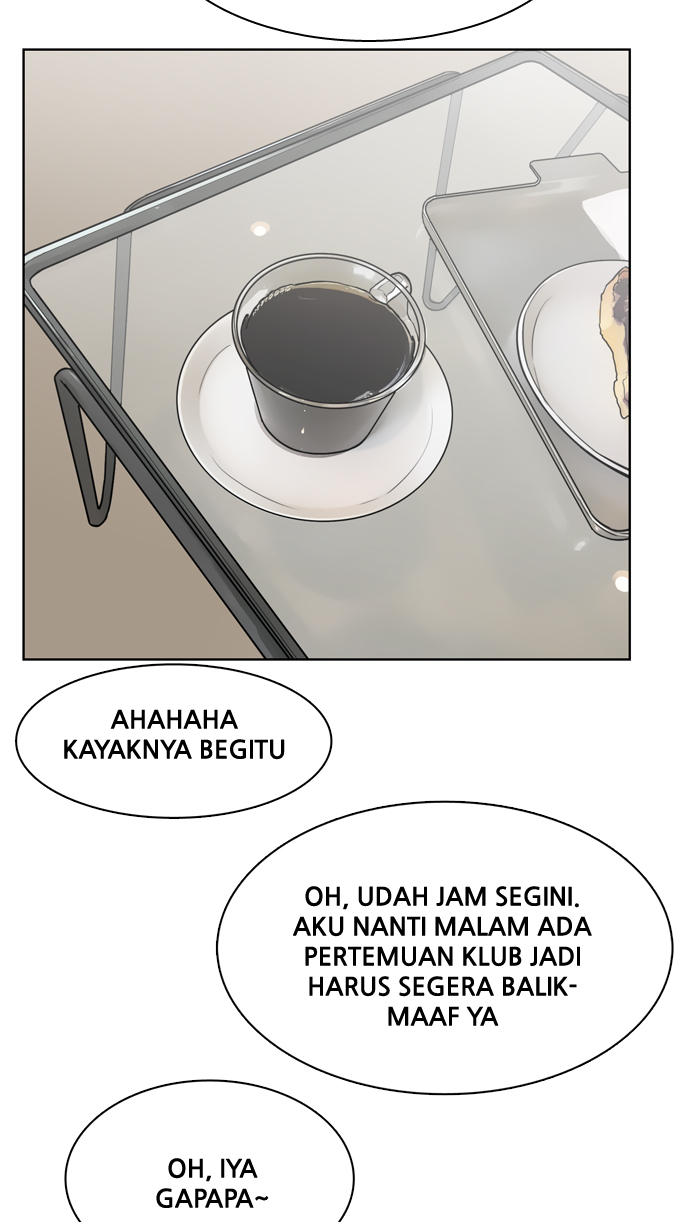 AHAHAHA
KAYAKNYA BEGITU
OH, UDAH JAM SEGINI.
AKU NANTI MALAM ADA
PERTEMUAN KLUB JADI
HARUS SEGERA BALIK-
MAAF YA
OH, IYA
GAPAPA~